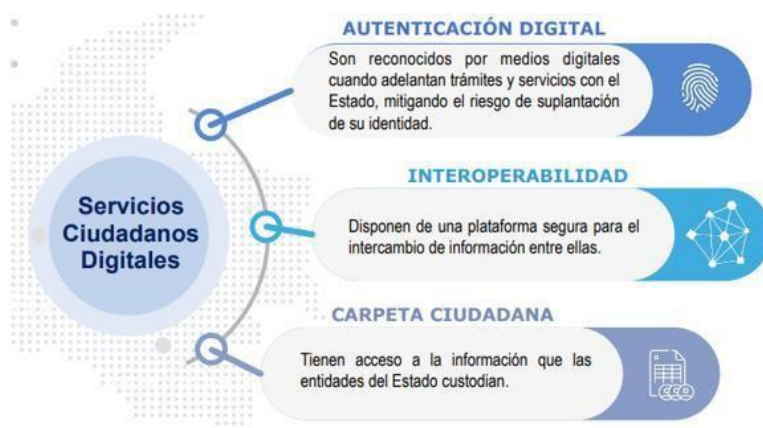 AUTENTICACIÓN DIGITAL
Son reconocidos por medios digitales
cuando adelantan trámites y servicios con el
Estado, mitigando el riesgo de suplantación
de su identidad.
Servicios
Ciudadanos
Digitales
INTEROPERABILIDAD
Disponen de una plataforma segura para el
intercambio de información entre ellas.
CARPETA CIUDADANA
Tienen acceso a la información que las
entidades del Estado custodian.